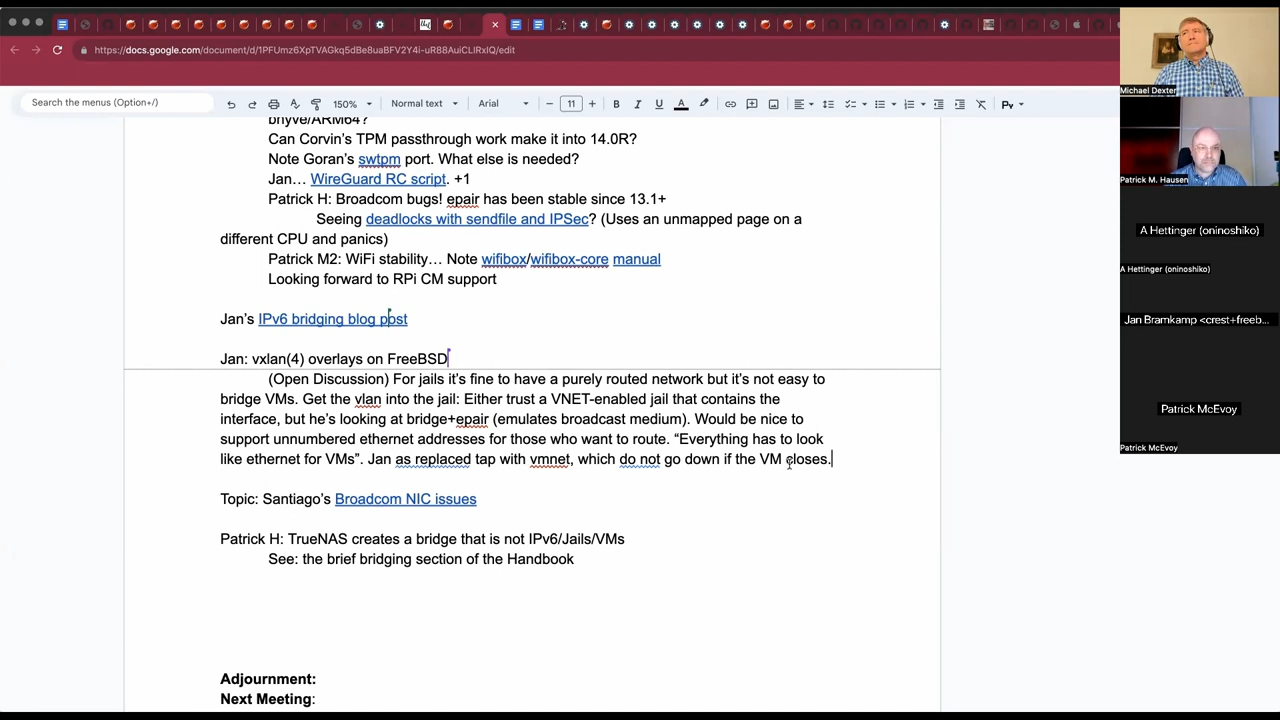 https://docs.google.com/document/d/1PFUmz6XpTVAGkq5dBe8uaBFV2Y4i-uR88AuiCLlRxIQ/edit
Search the menus (Option+/)
150%
Normal text
Arial
11
bhyve/ARM64?
Can Corvin's TPM passthrough work make it into 14.0R?
Note Goran's swtpm port. What else is needed?
Jan… WireGuard RC script. +1
Patrick H: Broadcom bugs! epair has been stable since 13.1+
Seeing deadlocks with sendfile and IPSec? (Uses an unmapped page on a
different CPU and panics)
Patrick M2: WiFi stability… Note wifibox/wifibox-core manual
Looking forward to RPi CM support
Jan's IPv6 bridging blog post
Jan: vxlan(4) overlays on FreeBSD
(Open Discussion) For jails it's fine to have a purely routed network but it's not easy to
bridge VMs. Get the vlan into the jail: Either trust a VNET-enabled jail that contains the
interface, but he's looking at bridge+epair (emulates broadcast medium). Would be nice to
support unnumbered ethernet addresses for those who want to route. “Everything has to look
like ethernet for VMs”. Jan as replaced tap with vmnet, which do not go down if the VM closes.
Topic: Santiago's Broadcom NIC issues
Patrick H: TrueNAS creates a bridge that is not IPv6/Jails/VMs
See: the brief bridging section of the Handbook
Adjournment:
Next Meeting:
Michael Dexter
Patrick M. Hausen
A Hettinger (oninoshiko)
A Hettinger (oninoshiko)
Jan Bramkamp <crest+freeb...
Patrick McEvoy
Patrick McEvoy